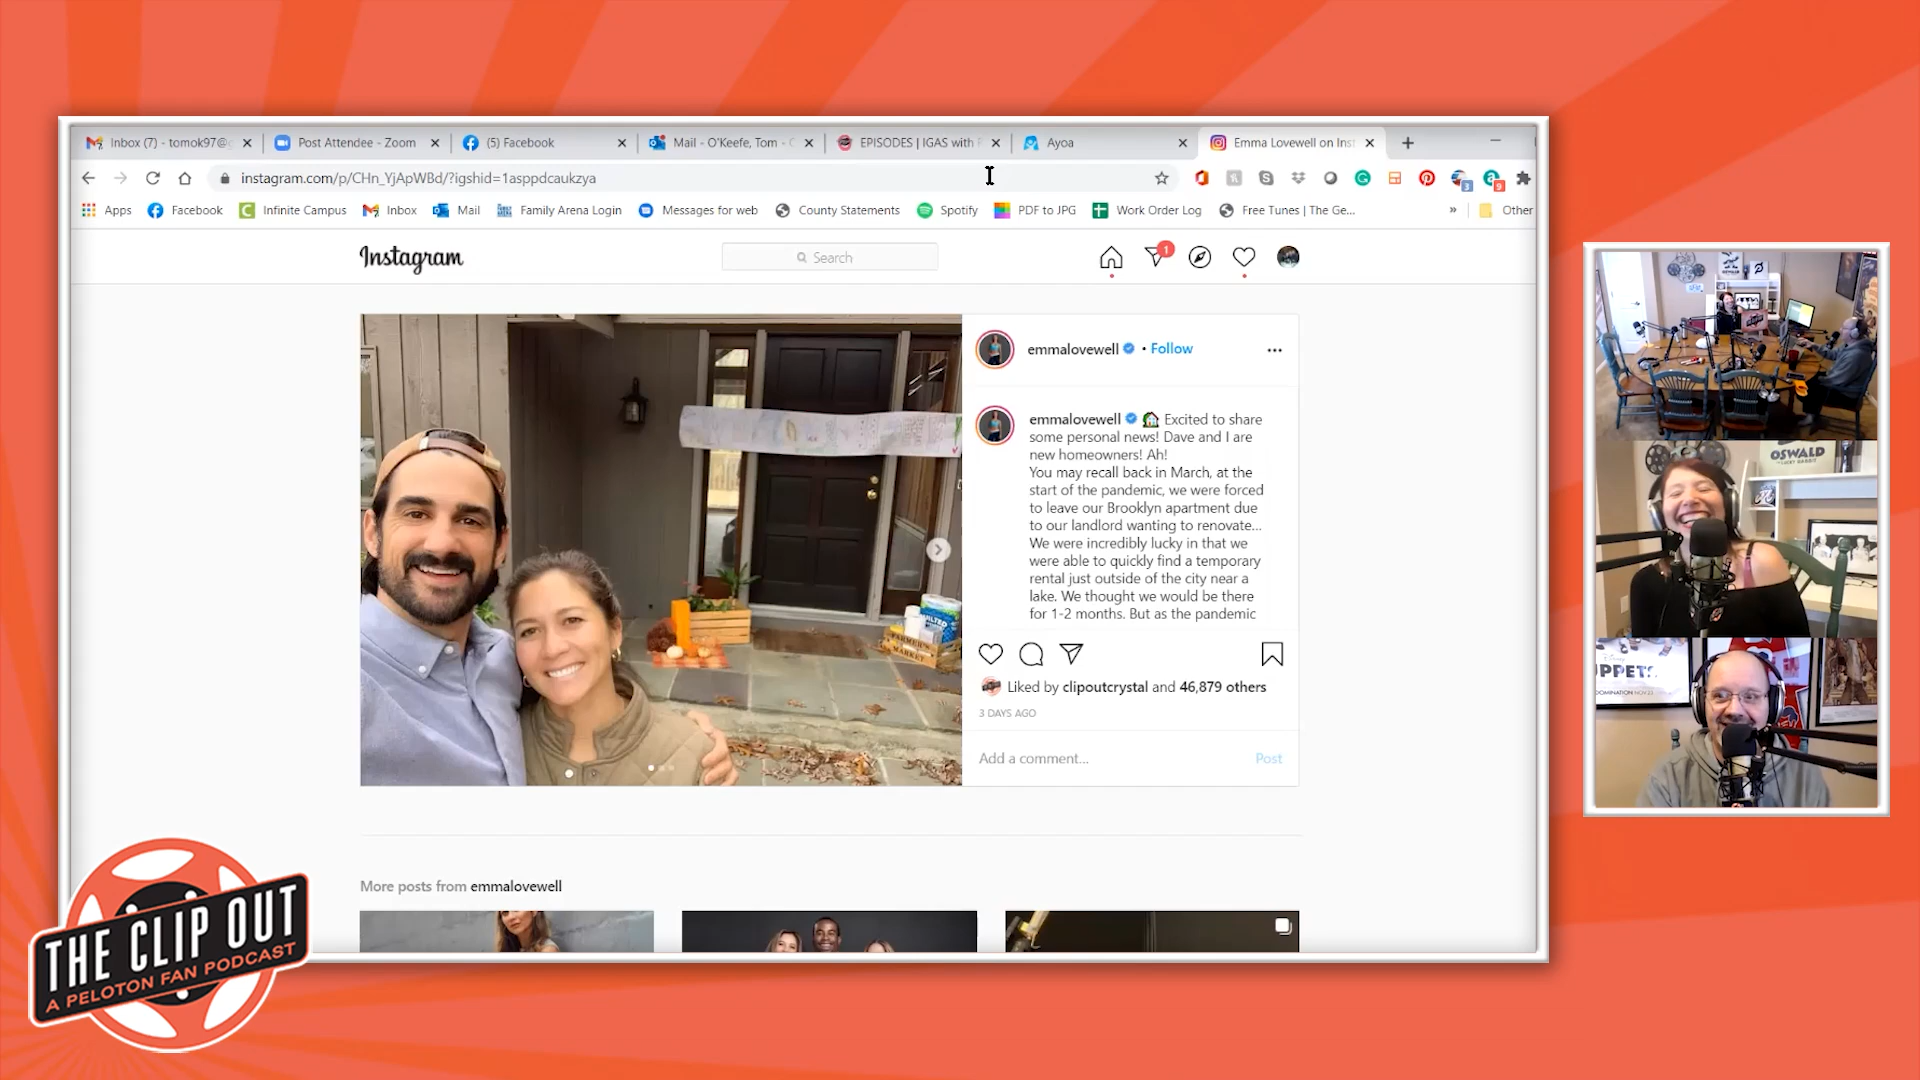 Inbox (7) - tomok97@
Post Attendee - Zoom
(5) Facebook
Mail - O'Keefe, Tom -
EPISODES | IGAS with
Ayoa
Emma Lovewell on Inst
instagram.com/p/CHn_YjApWBd/?igshid=1asppdcaukzya
3
9
Apps
Facebook
Infinite Campus
Inbox
Mail
Family Arena Login
Messages for web
County Statements
Spotify
PDF to JPG
Work Order Log
Free Tunes | The Ge...
»
Other
Instagram
Search
1
emmalovewell • Follow
emmalovewell Excited to share
some personal news! Dave and I are
new homeowners! Ah!
You may recall back in March, at the
start of the pandemic, we were forced
to leave our Brooklyn apartment due
to our landlord wanting to renovate...
We were incredibly lucky in that we
were able to quickly find a temporary
rental just outside of the city near a
lake. We thought we would be there
for 1-2 months. But as the pandemic
FARMER'S
MARKET
Liked by clipoutcrystal and 46,879 others
3 DAYS AGO
Add a comment...
Post
More posts from emmalovewell
OSWALD
THE CLIP OUT
A PELOTON FAN PODCAST